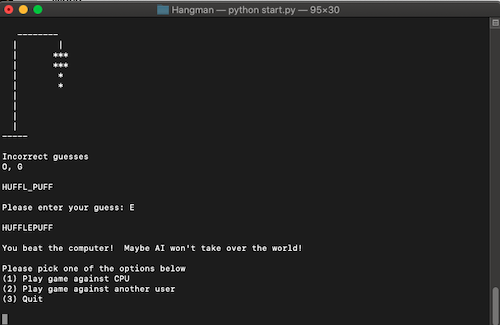 Hangman — python start.py — 95×30
--------
|         |
|        ***
|        ***
|         *
|         *
|
|
|
|
-----
Incorrect guesses
O, G
HUFFL_PUFF
Please enter your guess: E
HUFFLEPUFF
You beat the computer!  Maybe AI won't take over the world!
Please pick one of the options below
(1) Play game against CPU
(2) Play game against another user
(3) Quit